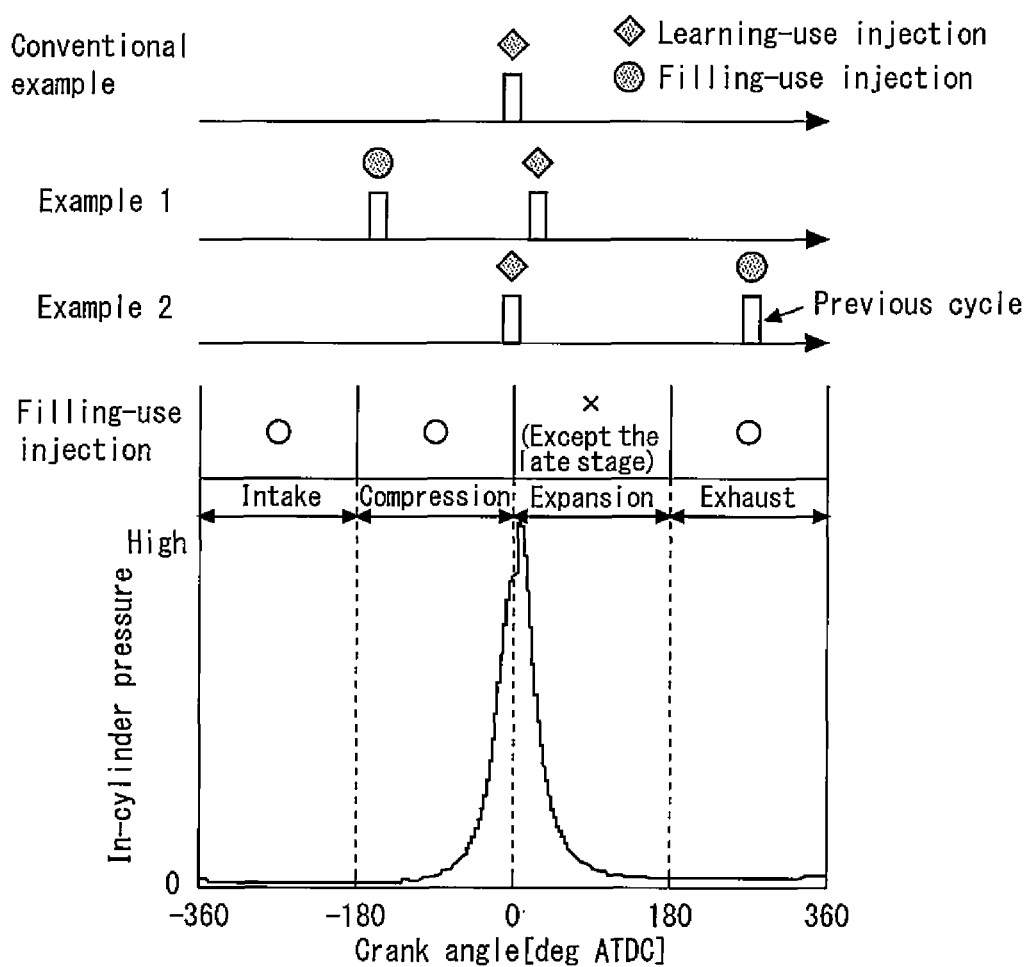 Conventional
example
Learning-use injection
Filling-use injection
Example 1
Example 2
Previous cycle
Filling-use
injection
×
(Except the
late stage)
Intake
Compression
Expansion
Exhaust
High
In-cylinder pressure
0
-360
-180
0
180
360
Crank angle[deg ATDC]